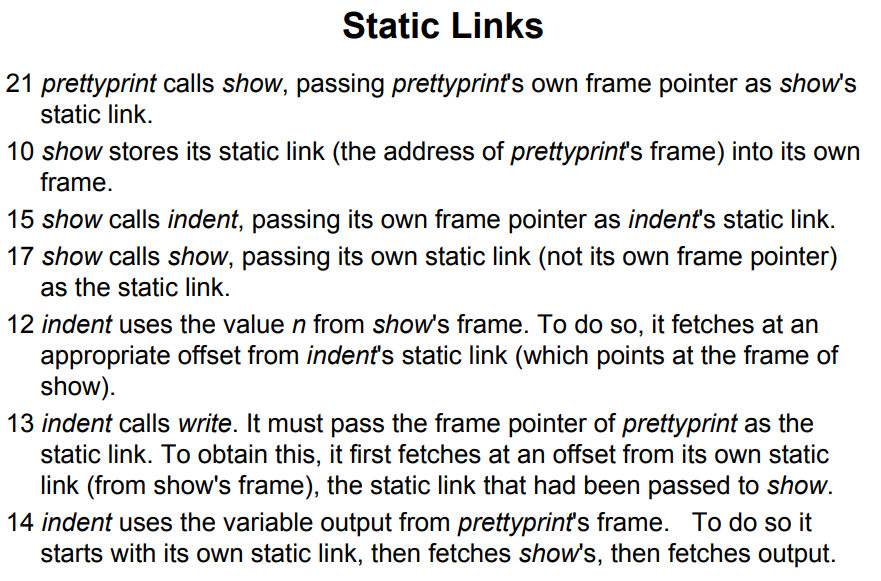 Static Links
21 prettyprint calls show, passing prettyprint's own frame pointer as show's
static link.
10 show stores its static link (the address of prettyprint's frame) into its own
frame.
15 show calls indent, passing its own frame pointer as indent's static link.
17 show calls show, passing its own static link (not its own frame pointer)
as the static link.
12 indent uses the value n from show's frame. To do so, it fetches at an
appropriate offset from indent's static link (which points at the frame of
show).
13 indent calls write. It must pass the frame pointer of prettyprint as the
static link. To obtain this, it first fetches at an offset from its own static
link (from show's frame), the static link that had been passed to show.
14 indent uses the variable output from prettyprint's frame. To do so it
starts with its own static link, then fetches show's, then fetches output.